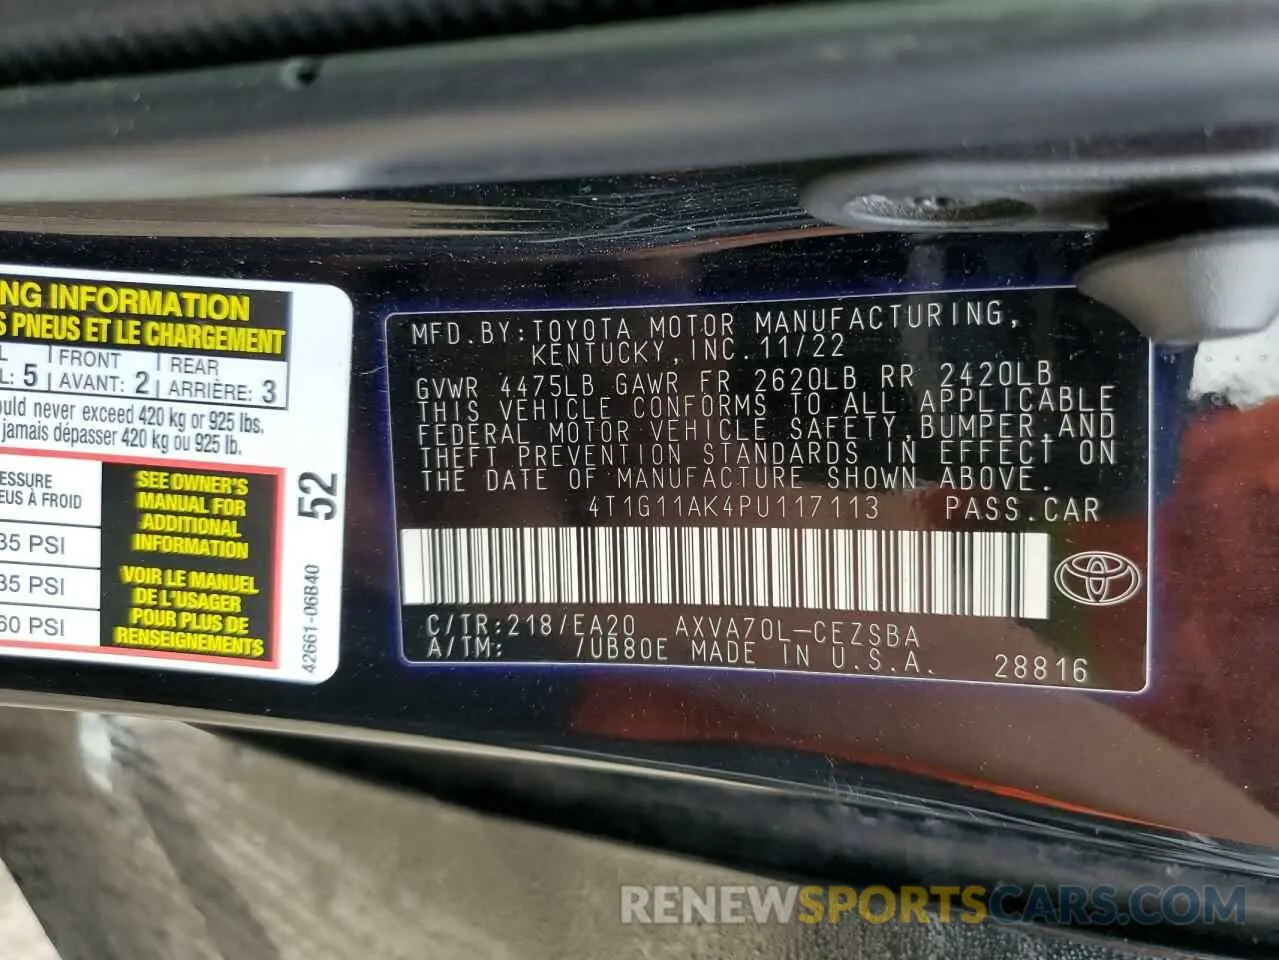 NG INFORMATION
S PNEUS ET LE CHARGEMENT
L FRONT REAR
L: 5 AVANT: 2 ARRIÈRE: 3
uld never exceed 420 kg or 925 lbs.
jamais dépasser 420 kg ou 925 lb.
ESSURE
EUS À FROID
35 PSI
35 PSI
60 PSI
SEE OWNER'S
MANUAL FOR
ADDITIONAL
INFORMATION
VOIR LE MANUEL
DE L'USAGER
POUR PLUS DE
RENSEIGNEMENTS
52
42661-06B40
MFD.BY:TOYOTA MOTOR MANUFACTURING,
KENTUCKY,INC.11/22
GVWR 4475LB GAWR FR 2620LB RR 2420LB
THIS VEHICLE CONFORMS TO ALL APPLICABLE
FEDERAL MOTOR VEHICLE SAFETY,BUMPER,AND
THEFT PREVENTION STANDARDS IN EFFECT ON
THE DATE OF MANUFACTURE SHOWN ABOVE.
4T1G11AK4PU117113 PASS.CAR
C/TR:218/EA20 AXVA70L-CEZSBA
A/TM: /UB80E MADE IN U.S.A.
28816
RENEWSPORTSCARS.COM